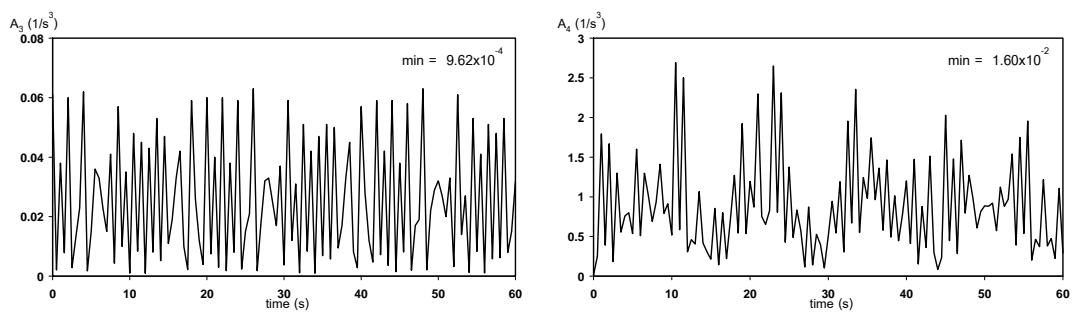 A3 (1/s3)
0.08
0.06
0.04
0.02
0
min = 9.62x10-4
0 10 20 30 40 50 60
time (s)
A4 (1/s3)
3
2.5
2
1.5
1
0.5
0
min = 1.60x10-2
0 10 20 30 40 50 60
time (s)